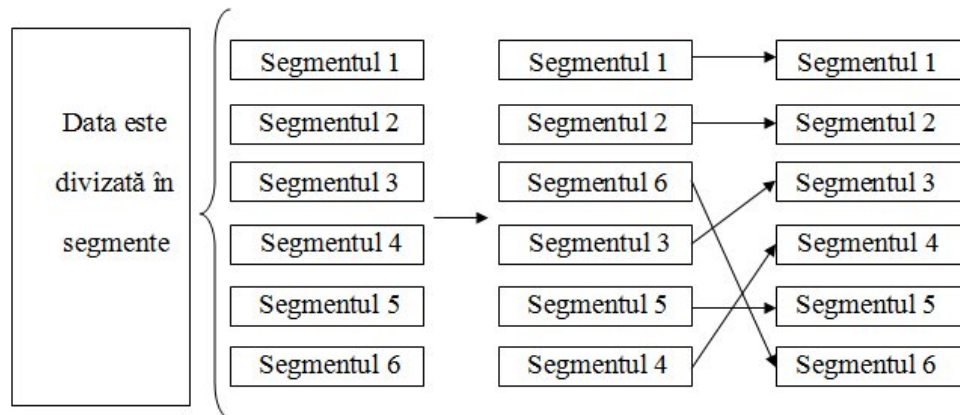 Data este
divizată în
segmente
Segmentul 1
Segmentul 2
Segmentul 3
Segmentul 4
Segmentul 5
Segmentul 6
Segmentul 1
Segmentul 2
Segmentul 6
Segmentul 3
Segmentul 5
Segmentul 4
Segmentul 1
Segmentul 2
Segmentul 3
Segmentul 4
Segmentul 5
Segmentul 6